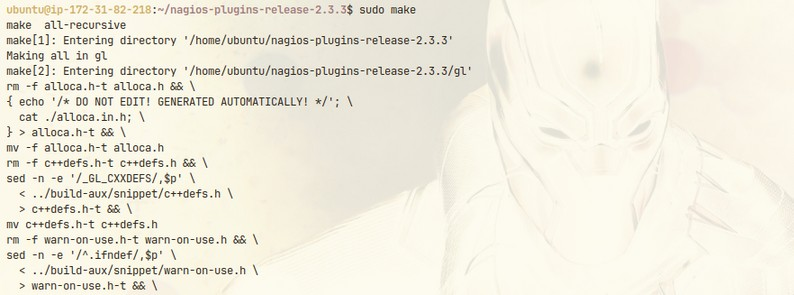 ubuntu@ip-172-31-82-218:~/nagios-plugins-release-2.3.3$ sudo make
make  all-recursive
make[1]: Entering directory '/home/ubuntu/nagios-plugins-release-2.3.3'
Making all in gl
make[2]: Entering directory '/home/ubuntu/nagios-plugins-release-2.3.3/gl'
rm -f alloca.h-t alloca.h && \
{ echo '/* DO NOT EDIT! GENERATED AUTOMATICALLY! */'; \
  cat ./alloca.in.h; \
} > alloca.h-t && \
mv -f alloca.h-t alloca.h
rm -f c++defs.h-t c++defs.h && \
sed -n -e '/_GL_CXXDEFS/,$p' \
  < ../build-aux/snippet/c++defs.h \
  > c++defs.h-t && \
mv c++defs.h-t c++defs.h
rm -f warn-on-use.h-t warn-on-use.h && \
sed -n -e '/^.ifndef/,$p' \
  < ../build-aux/snippet/warn-on-use.h \
  > warn-on-use.h-t && \